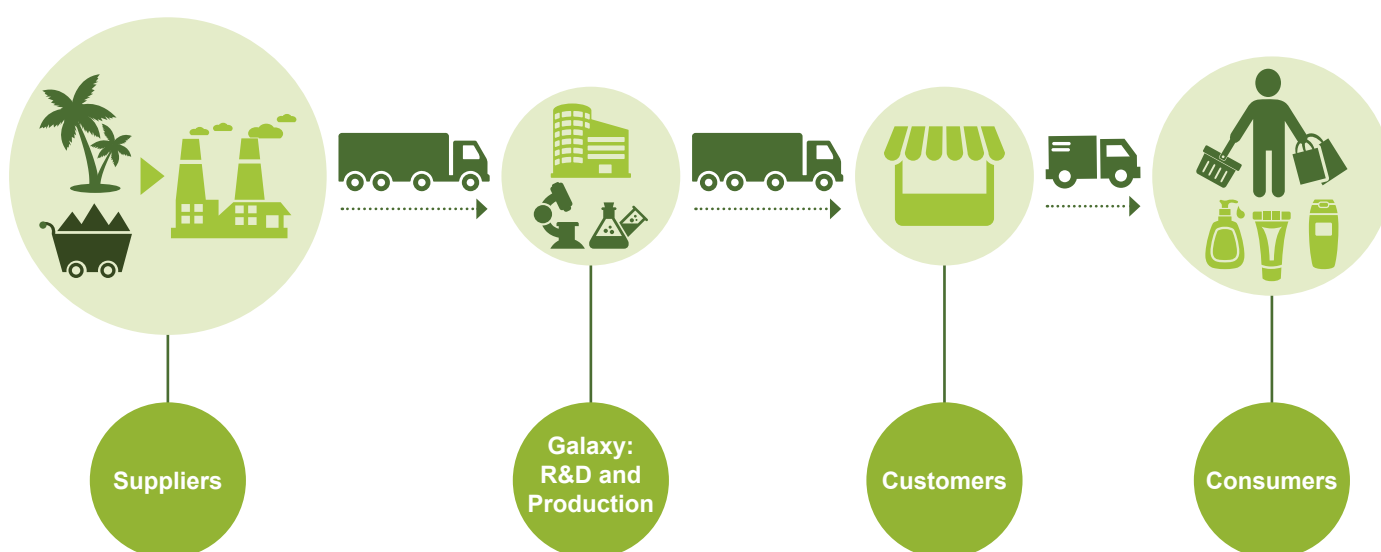 Suppliers
Galaxy:
R&D and
Production
Customers
Consumers